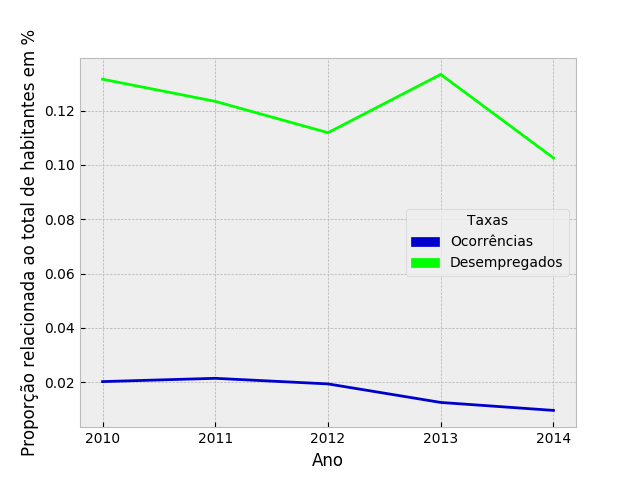 Proporção relacionada ao total de habitantes em %
0.12
0.10
0.08
0.06
0.04
0.02
Taxas
Ocorrências
Desempregados
2010 2011 2012 2013 2014
Ano